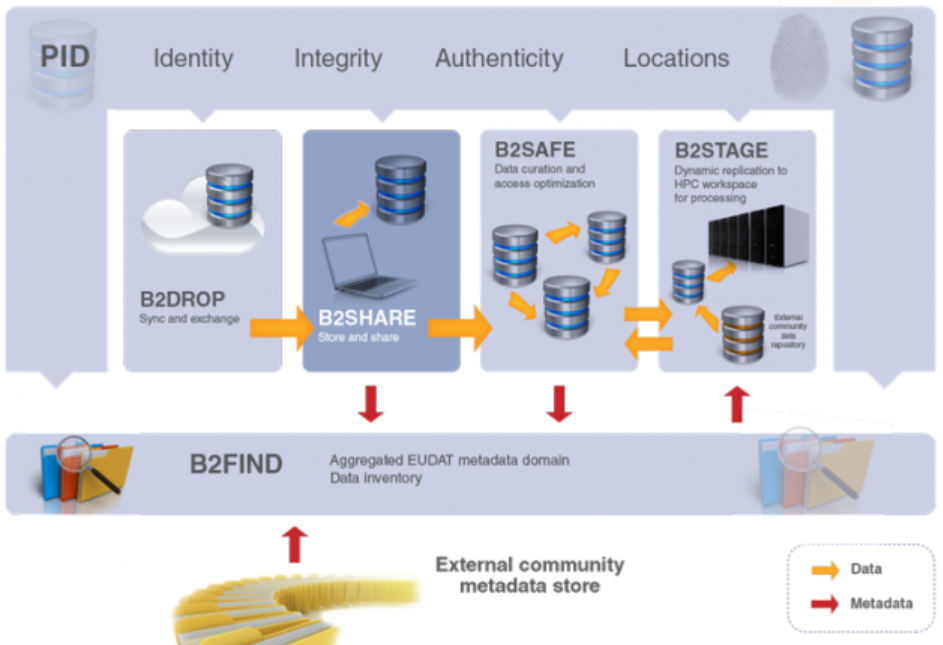 PID Identity Integrity Authenticity Locations
B2DROP
Sync and exchange
B2SHARE
Store and share
B2SAFE
Data curation and
access optimization
B2STAGE
Dynamic replication to
HPC workspace
for processing
External
community
data
repository
B2FIND
Aggregated EUDAT metadata domain
Data inventory
External community
metadata store
Data
Metadata